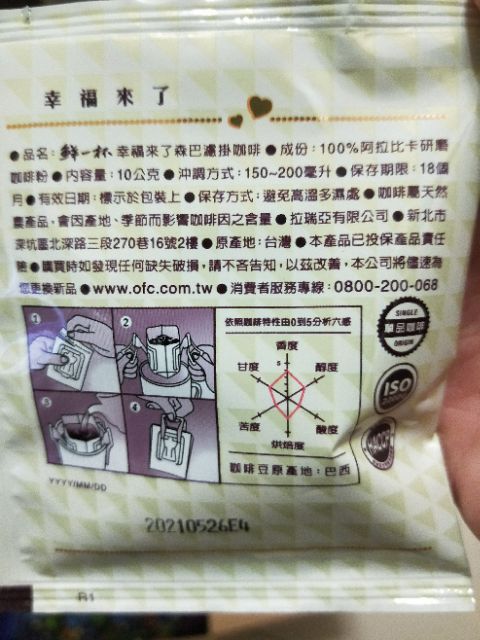 幸福來了
●品名:鮮一杯 幸福來了森巴濾掛咖啡●成份:100%阿拉比卡研磨
咖啡粉●內容量:10公克●沖調方式:150~200毫升●保存期限:18個
月●有效日期:標示於包裝上●保存方式:避免高溫多濕處●咖啡屬天然
農產品,會因產地、季節而影響咖啡因之含量●拉瑞亞有限公司●新北市
深坑區北深路三段270巷16號2樓●原產地:台灣●本產品已投保產品責任
險●購買時如發現任何缺失破損,請不吝告知,以茲改善,本公司將儘速為
您更換新品●www.ofc.com.tw●消費者服務專線:0800-200-068
1
2
3
4
依照咖啡特性由0到5分析六感
香度
5
甘度
醇度
苦度
酸度
烘焙度
咖啡豆原產地:巴西
SINGLE
單品咖啡
ORIGIN
ISO
22000
HACCP
YYYY/MM/DD
20210526E4
B1